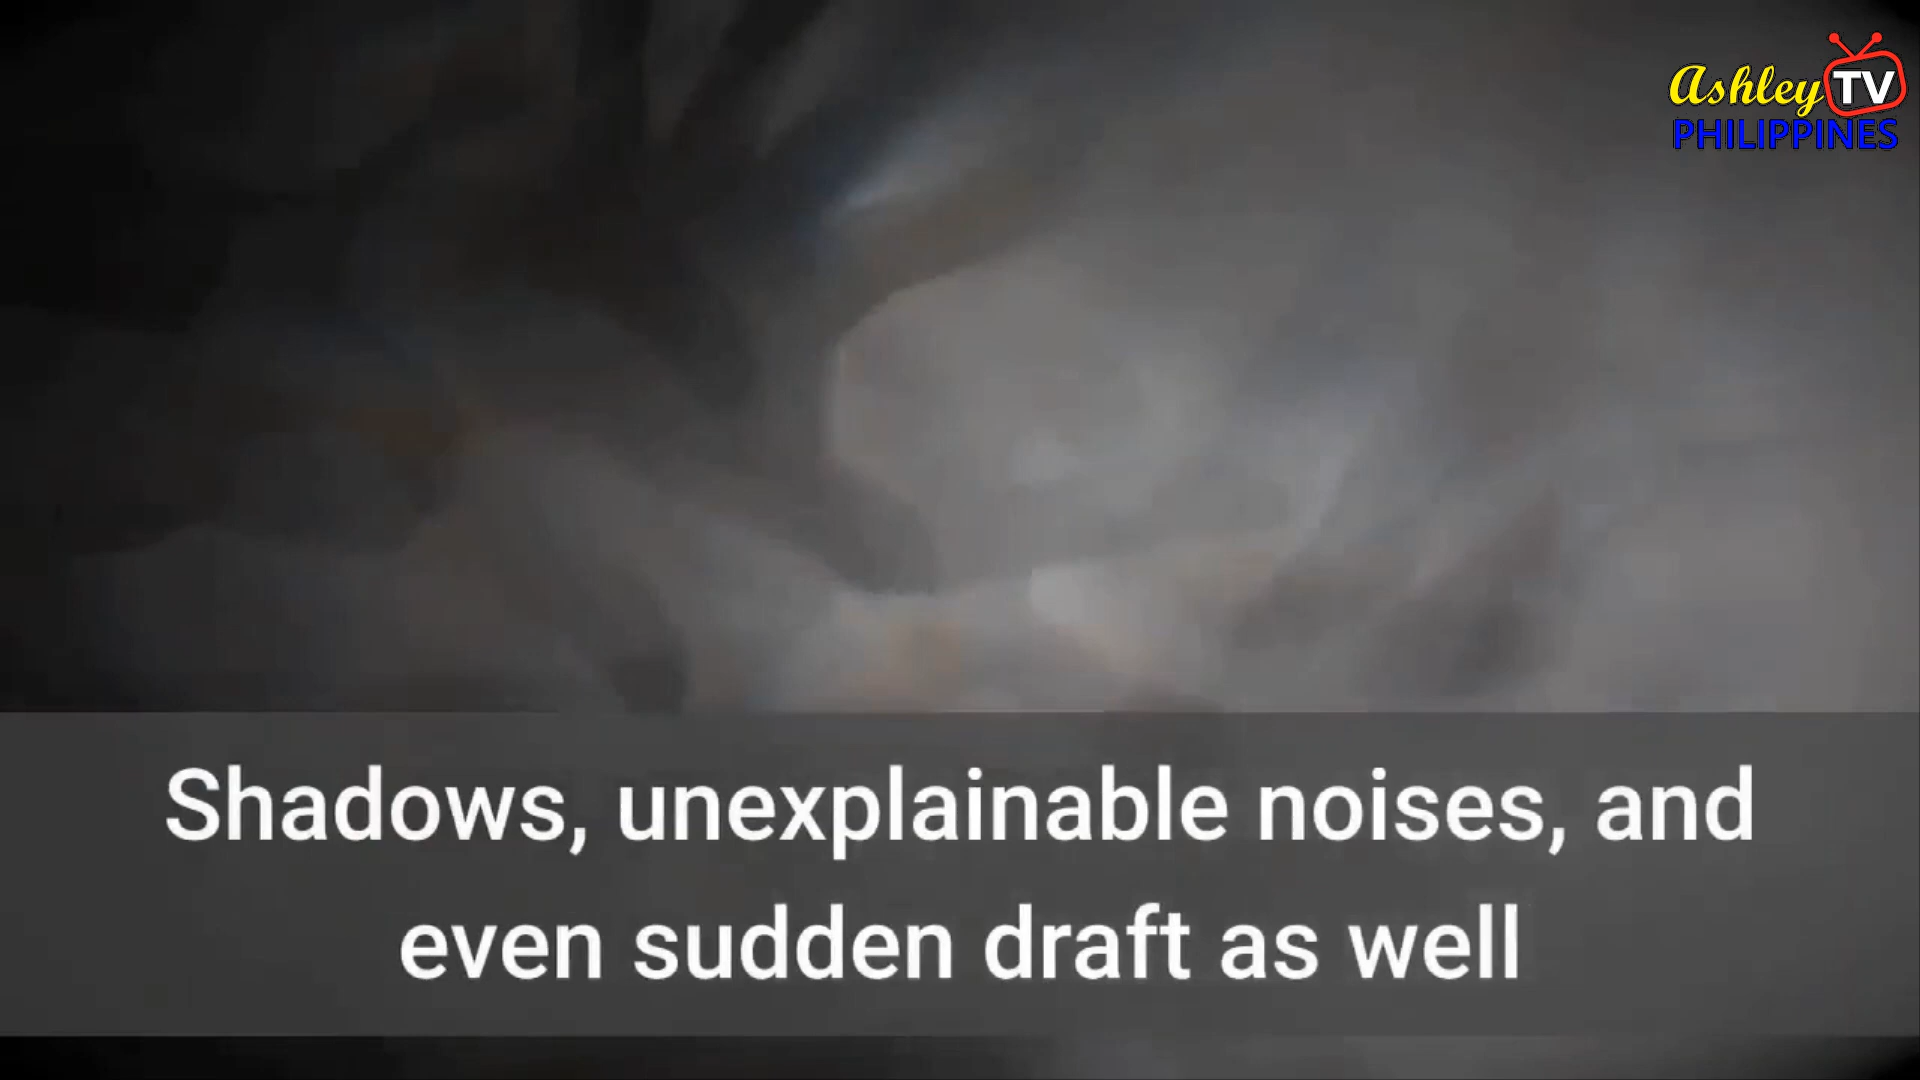 Ashley TV
PHILIPPINES
Shadows, unexplainable noises, and
even sudden draft as well